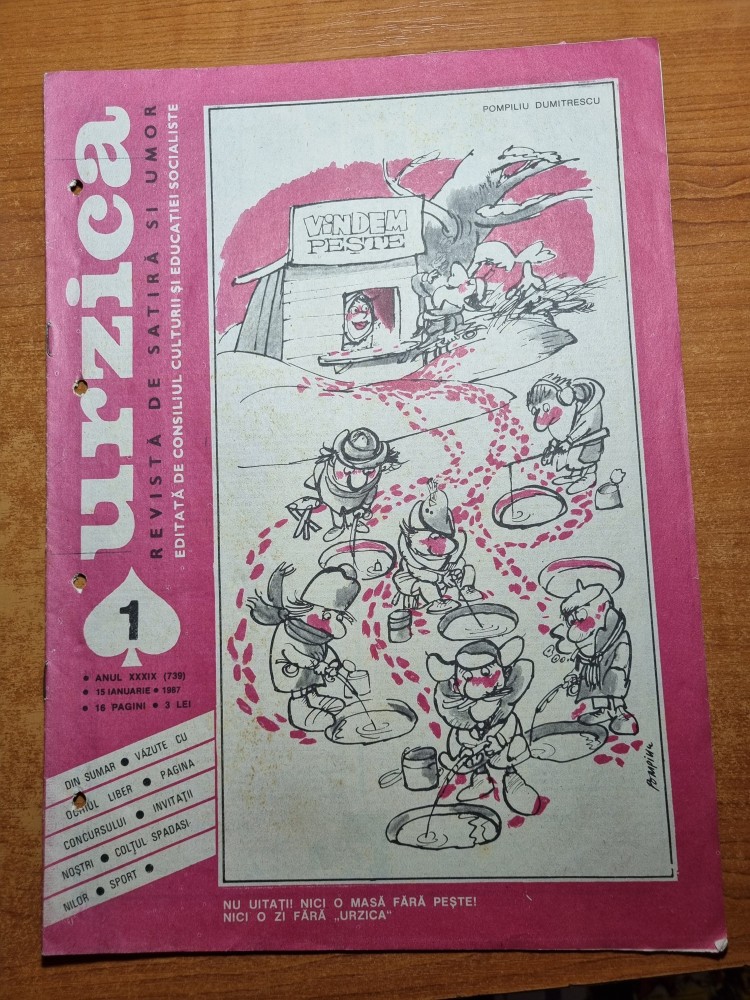 urzica
REVISTĂ DE SATIRĂ SI UMOR
EDITATĂ DE CONSILIUL CULTURII ȘI EDUCATIEI SOCIALISTE
1
• ANUL XXXIX (739)
• 15 IANUARIE • 1987
• 16 PAGINI • 3 LEI
DIN SUMAR • VĂZUTE CU
OCHIUL LIBER • PAGINA
CONCURSULUI • INVITAȚII
NOȘTRI • COLȚUL SPADASI-
NILOR • SPORT •
POMPILIU DUMITRESCU
VINDEM
PEȘTE
NU UITAȚI! NICI O MASĂ FĂRĂ PEȘTE!
NICI O ZI FĂRĂ „URZICA"